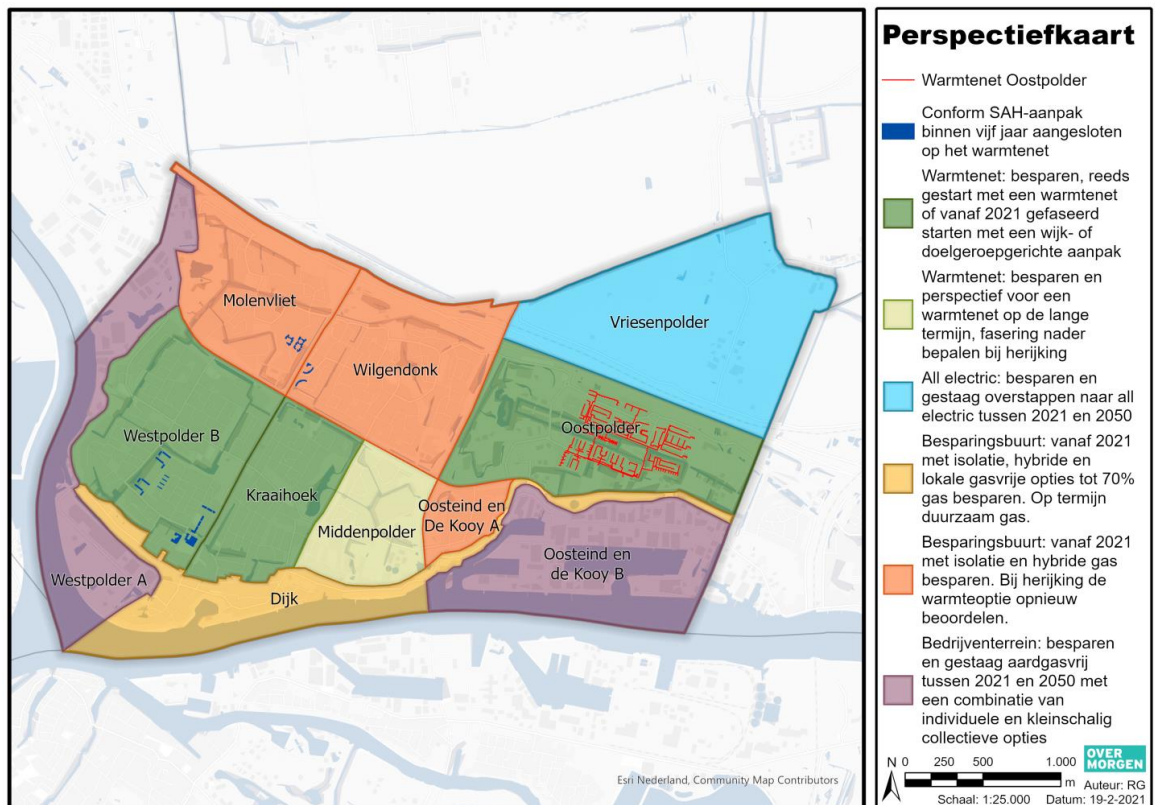 Molenvliet
Wilgendonk
Vriesenpolder
Westpolder B
Kraaihoek
Oostpolder
Middenpolder
Oosteind en
De Kooy A
Oosteind en
de Kooy B
Westpolder A
Dijk
Esri Nederland, Community Map Contributors
Perspectiefkaart
Warmtenet Oostpolder
Conform SAH-aanpak
binnen vijf jaar aangesloten
op het warmtenet
Warmtenet: besparen, reeds
gestart met een warmtenet
of vanaf 2021 gefaseerd
starten met een wijk- of
doelgroepgerichte aanpak
Warmtenet: besparen en
perspectief voor een
warmtenet op de lange
termijn, fasering nader
bepalen bij herijking
All electric: besparen en
gestaag overstappen naar all
electric tussen 2021 en 2050
Besparingsbuurt: vanaf 2021
met isolatie, hybride en
lokale gasvrije opties tot 70%
gas besparen. Op termijn
duurzaam gas.
Besparingsbuurt: vanaf 2021
met isolatie en hybride gas
besparen. Bij herijking de
warmteoptie opnieuw
beoordelen.
Bedrijventerrein: besparen
en gestaag aardgasvrij
tussen 2021 en 2050 met
een combinatie van
individuele en kleinschalig
collectieve opties
OVER
MORGEN
N 0 250 500 1.000
m
Auteur: RG
Schaal: 1:25.000 Datum: 19-2-2021